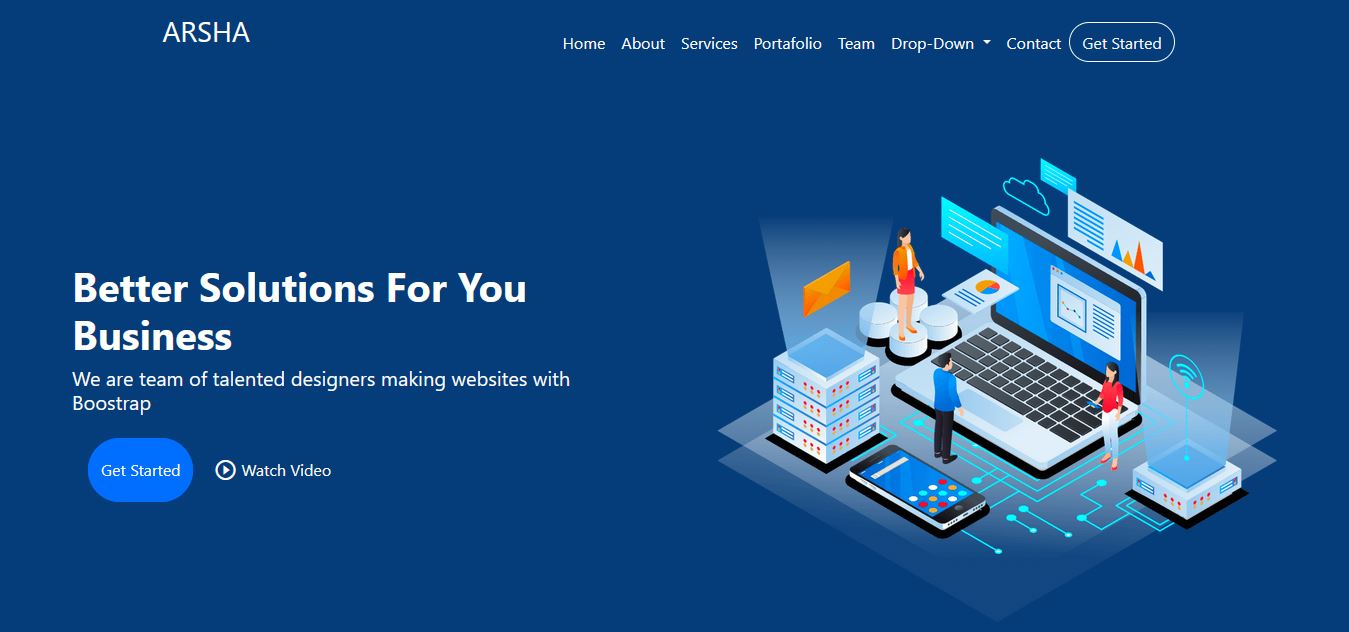 ARSHA
Home About Services Portafolio Team Drop-Down Contact Get Started
Better Solutions For You
Business
We are team of talented designers making websites with
Boostrap
Get Started Watch Video